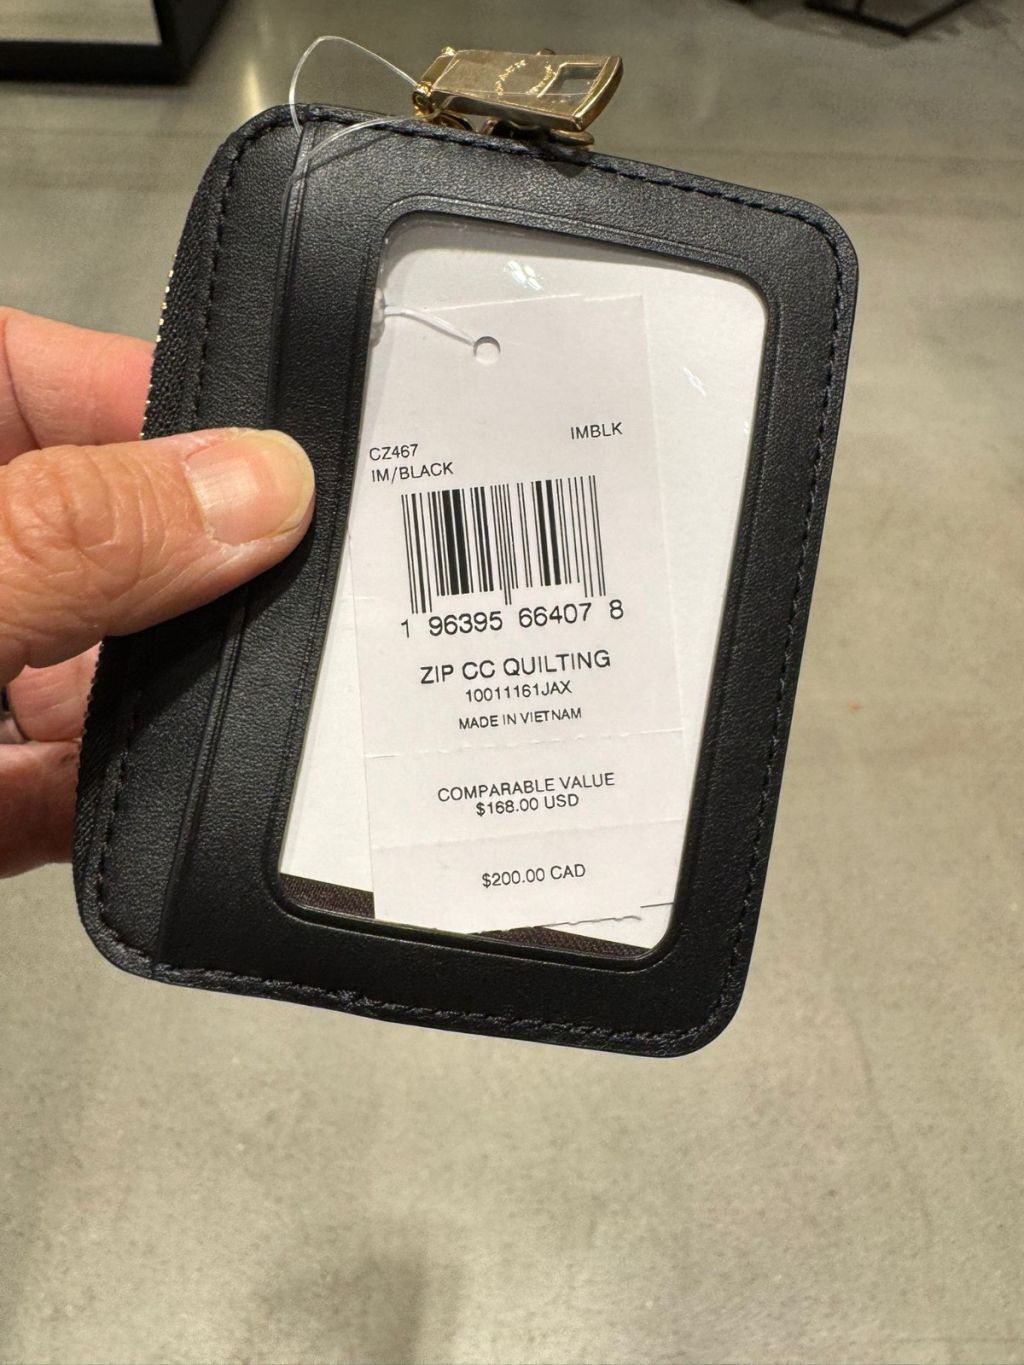 CZ467
IMBLK
IM/BLACK
1 96395 66407 8
ZIP CC QUILTING
10011161JAX
MADE IN VIETNAM
COMPARABLE VALUE
$168.00 USD
$200.00 CAD